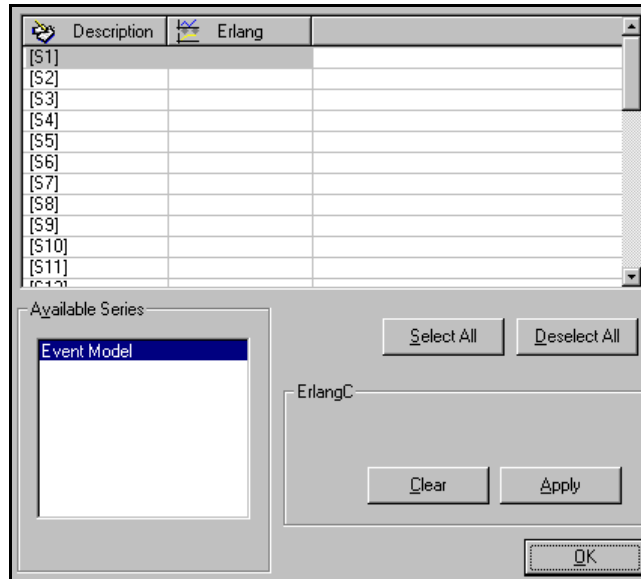 Description Erlang
[S1]
[S2]
[S3]
[S4]
[S5]
[S6]
[S7]
[S8]
[S9]
[S10]
[S11]
[S12]
Available Series
Event Model
Select All Deselect All
ErlangC
Clear Apply
OK